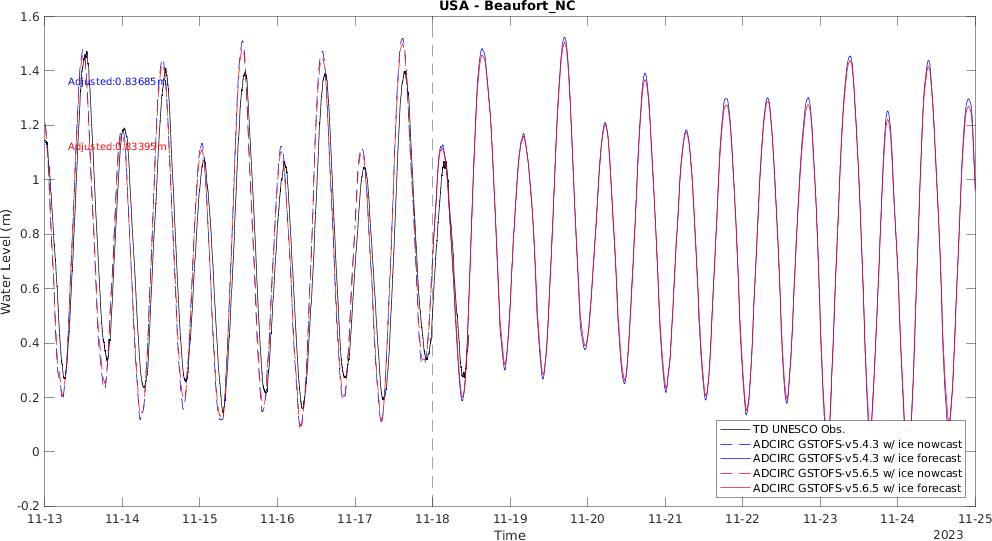 USA - Beaufort_NC
1.6
1.4
1.2
1
0.8
0.6
0.4
0.2
0
-0.2
Water Level (m)
Adjusted:0.83685m
Adjusted:0.83395m
TD UNESCO Obs.
ADCIRC GSTOFS-v5.4.3 w/ ice nowcast
ADCIRC GSTOFS-v5.4.3 w/ ice forecast
ADCIRC GSTOFS-v5.6.5 w/ ice nowcast
ADCIRC GSTOFS-v5.6.5 w/ ice forecast
11-13 11-14 11-15 11-16 11-17 11-18 11-19 11-20 11-21 11-22 11-23 11-24 11-25
Time
2023